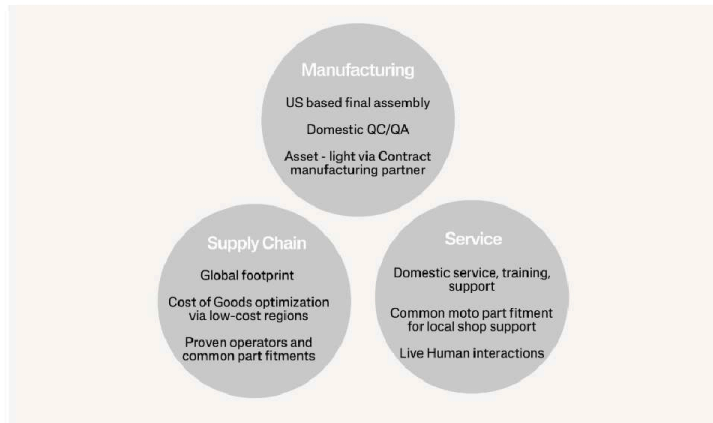 Manufacturing
US based final assembly
Domestic QC/QA
Asset - light via Contract
manufacturing partner
Supply Chain
Global footprint
Cost of Goods optimization
via low-cost regions
Proven operators and
common part fitments
Service
Domestic service, training,
support
Common moto part fitment
for local shop support
Live Human interactions